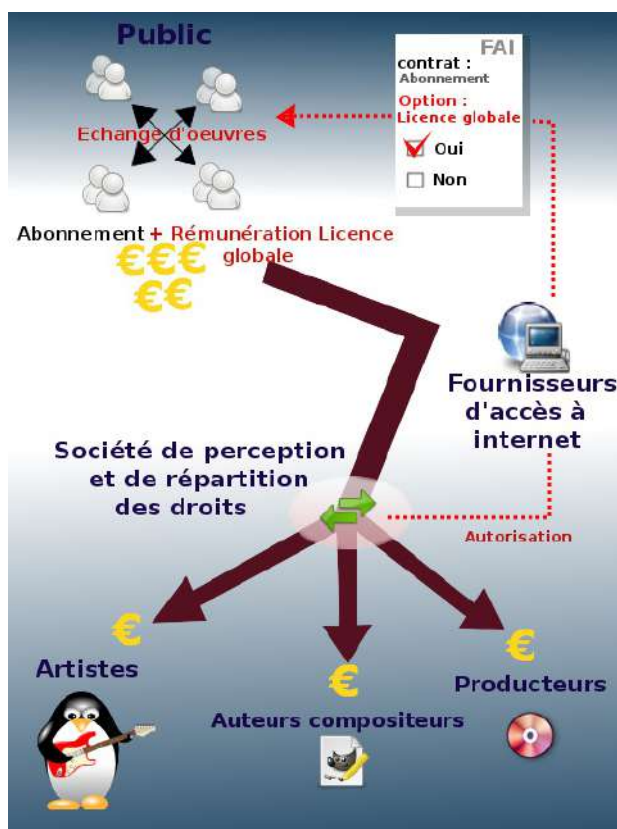 Public
FAI
contrat :
Abonnement
Option :
Licence globale
Oui
Non
Echange d'oeuvres
Abonnement + Rémunération Licence
globale
€€€
€€
Fournisseurs
d'accès à
internet
Société de perception
et de répartition
des droits
Autorisation
€
€
€
Artistes
Producteurs
Auteurs compositeurs